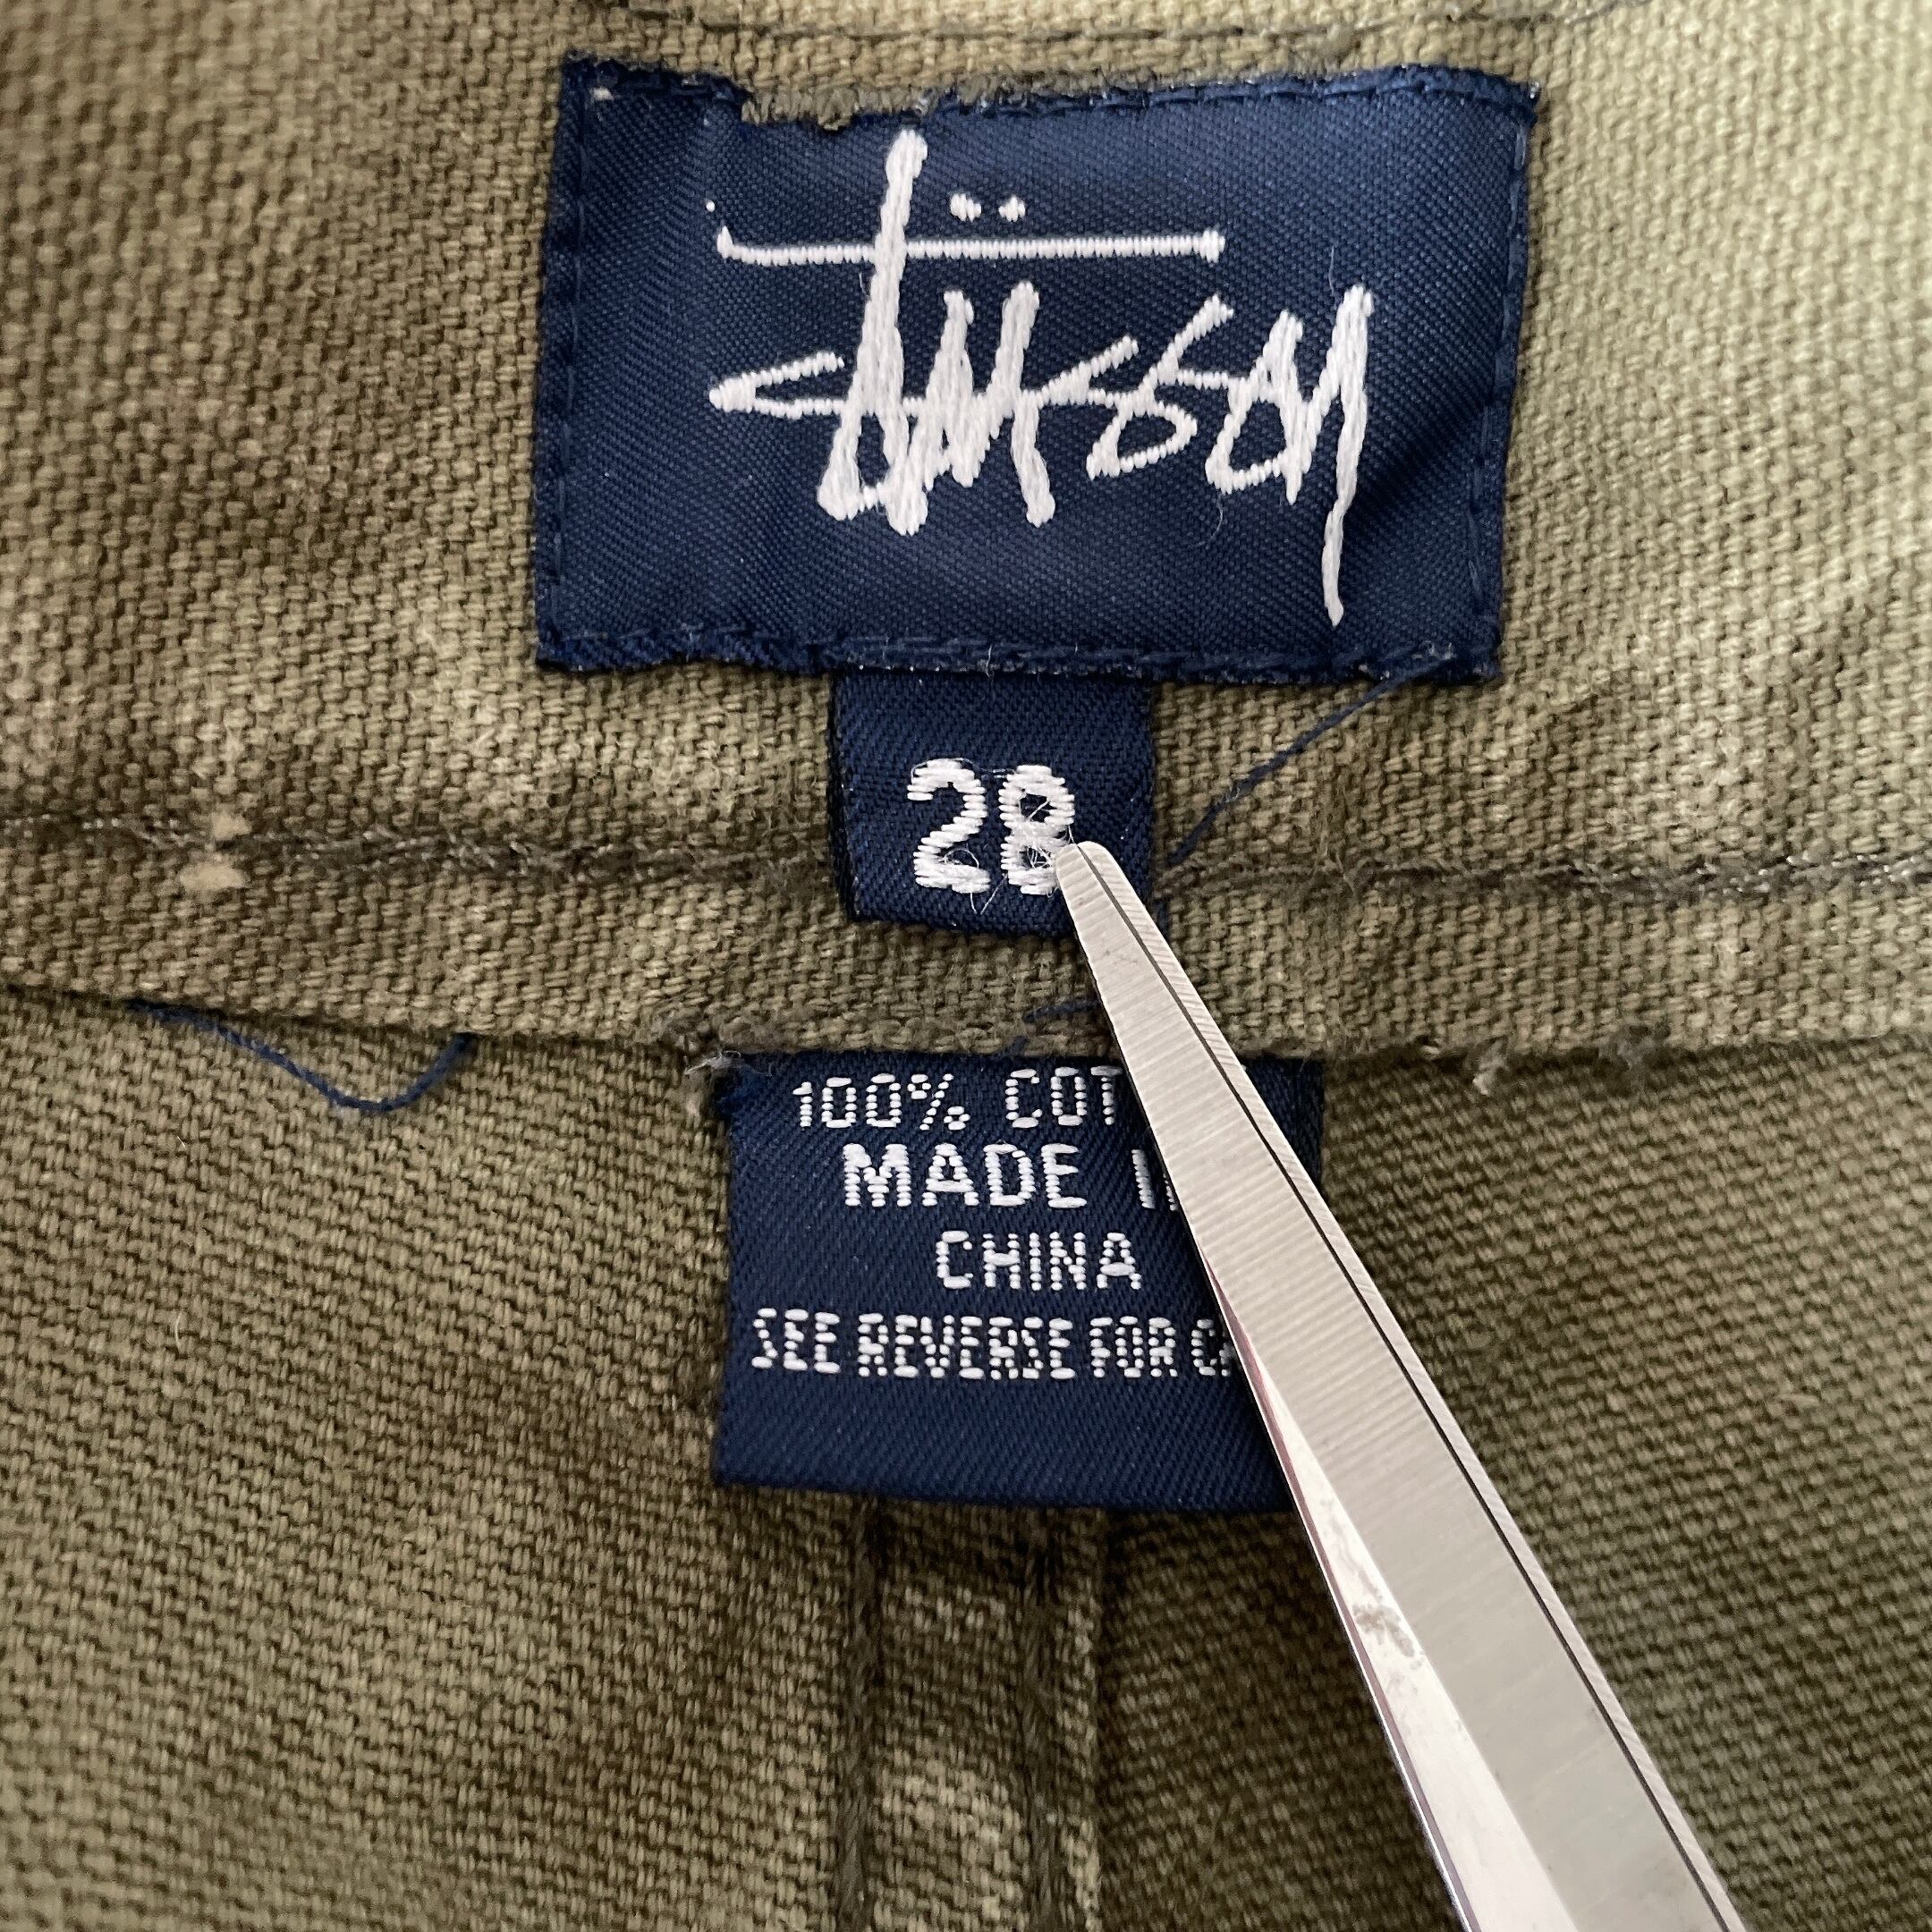 Stüssy
28
100% COT
MADE I
CHINA
SEE REVERSE FOR